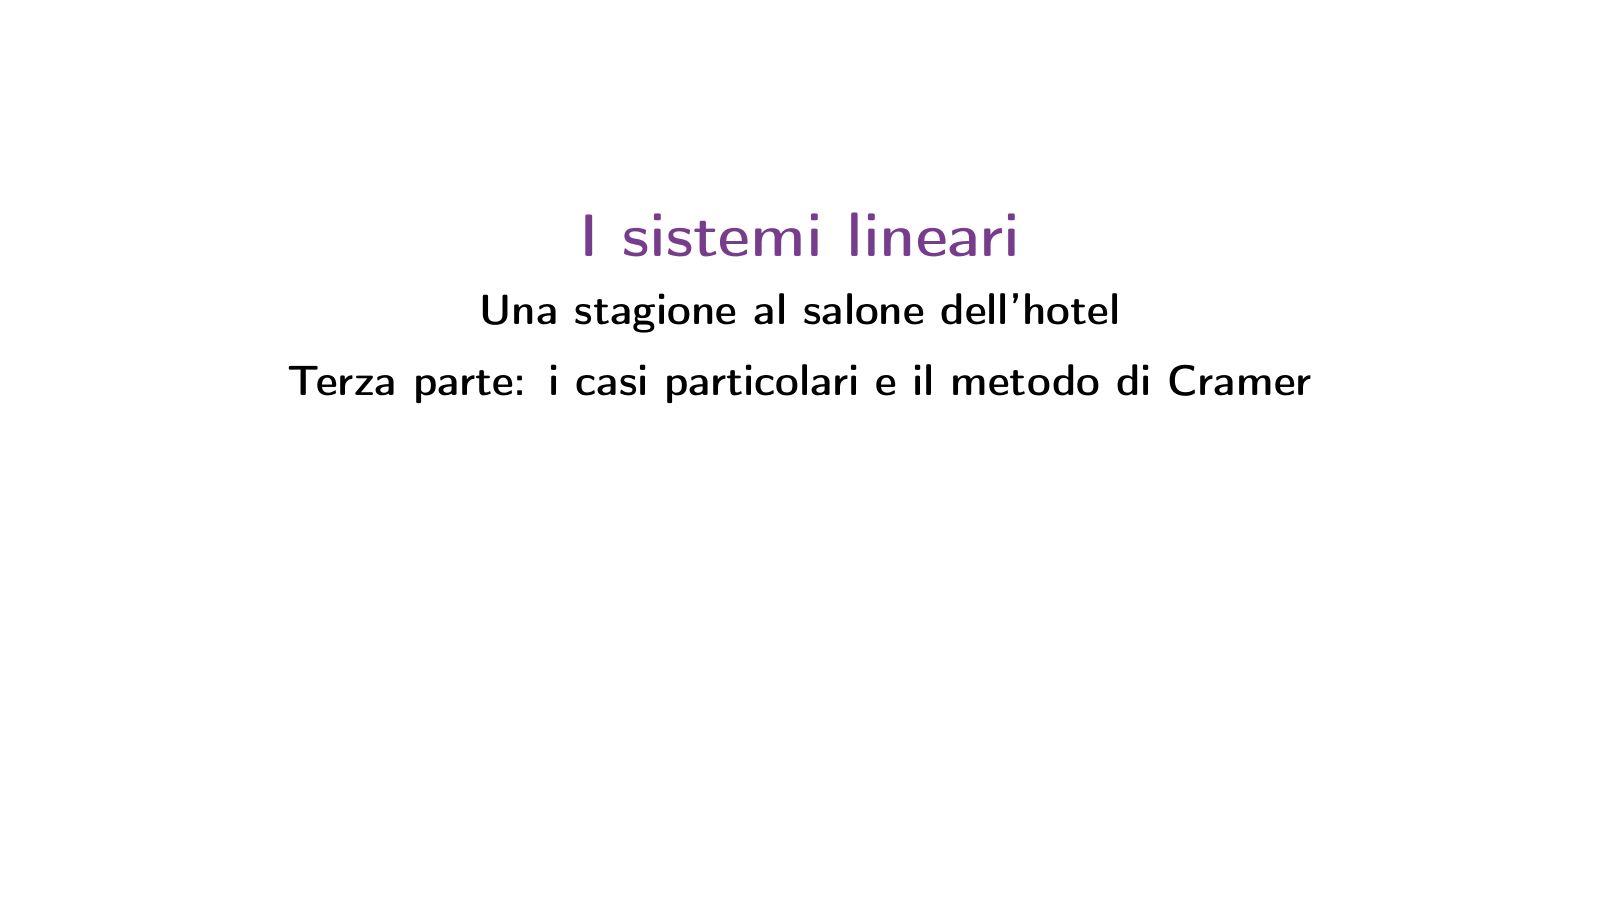 I sistemi lineari
Una stagione al salone dell’hotel
Terza parte: i casi particolari e il metodo di Cramer